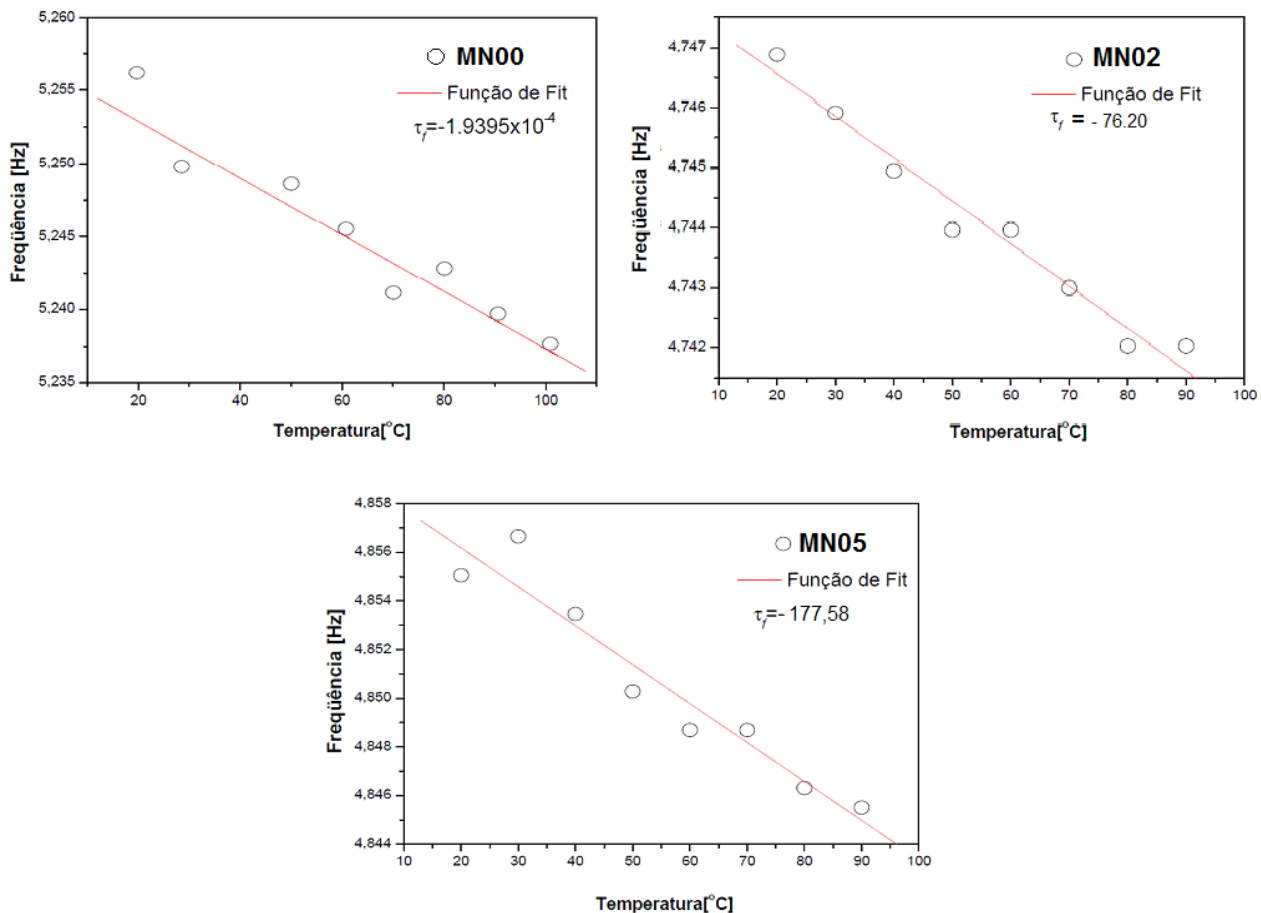 MN00
Função de Fit
τf=-1.9395x10-4
Freqüência [Hz]
5,260
5,255
5,250
5,245
5,240
5,235
20 40 60 80 100
Temperatura[°C]
MN02
Função de Fit
τf = - 76.20
Freqüência [Hz]
4,747
4,746
4,745
4,744
4,743
4,742
10 20 30 40 50 60 70 80 90 100
Temperatura[°C]
MN05
Função de Fit
τf=- 177,58
Freqüência [Hz]
4,858
4,856
4,854
4,852
4,850
4,848
4,846
4,844
10 20 30 40 50 60 70 80 90 100
Temperatura[°C]